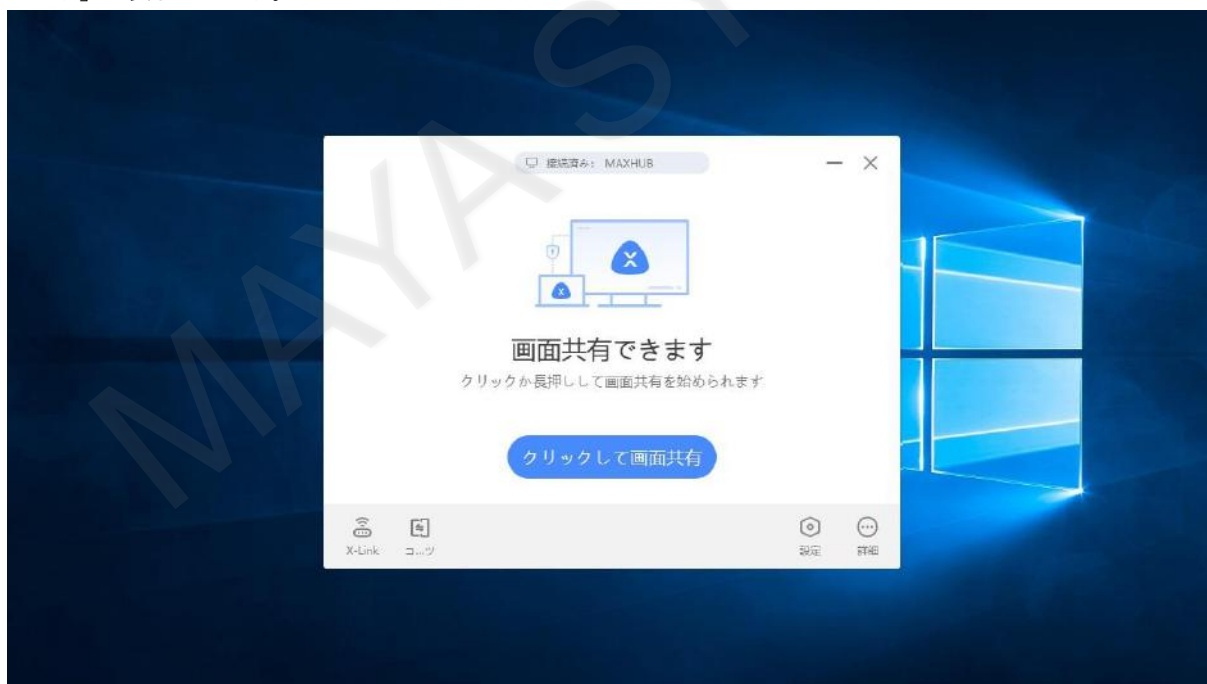 接続済み: MAXHUB
画面共有できます
クリックか長押しして画面共有を始められます
クリックして画面共有
X-Link
コ...ツ
設定
詳細
MAYA SY